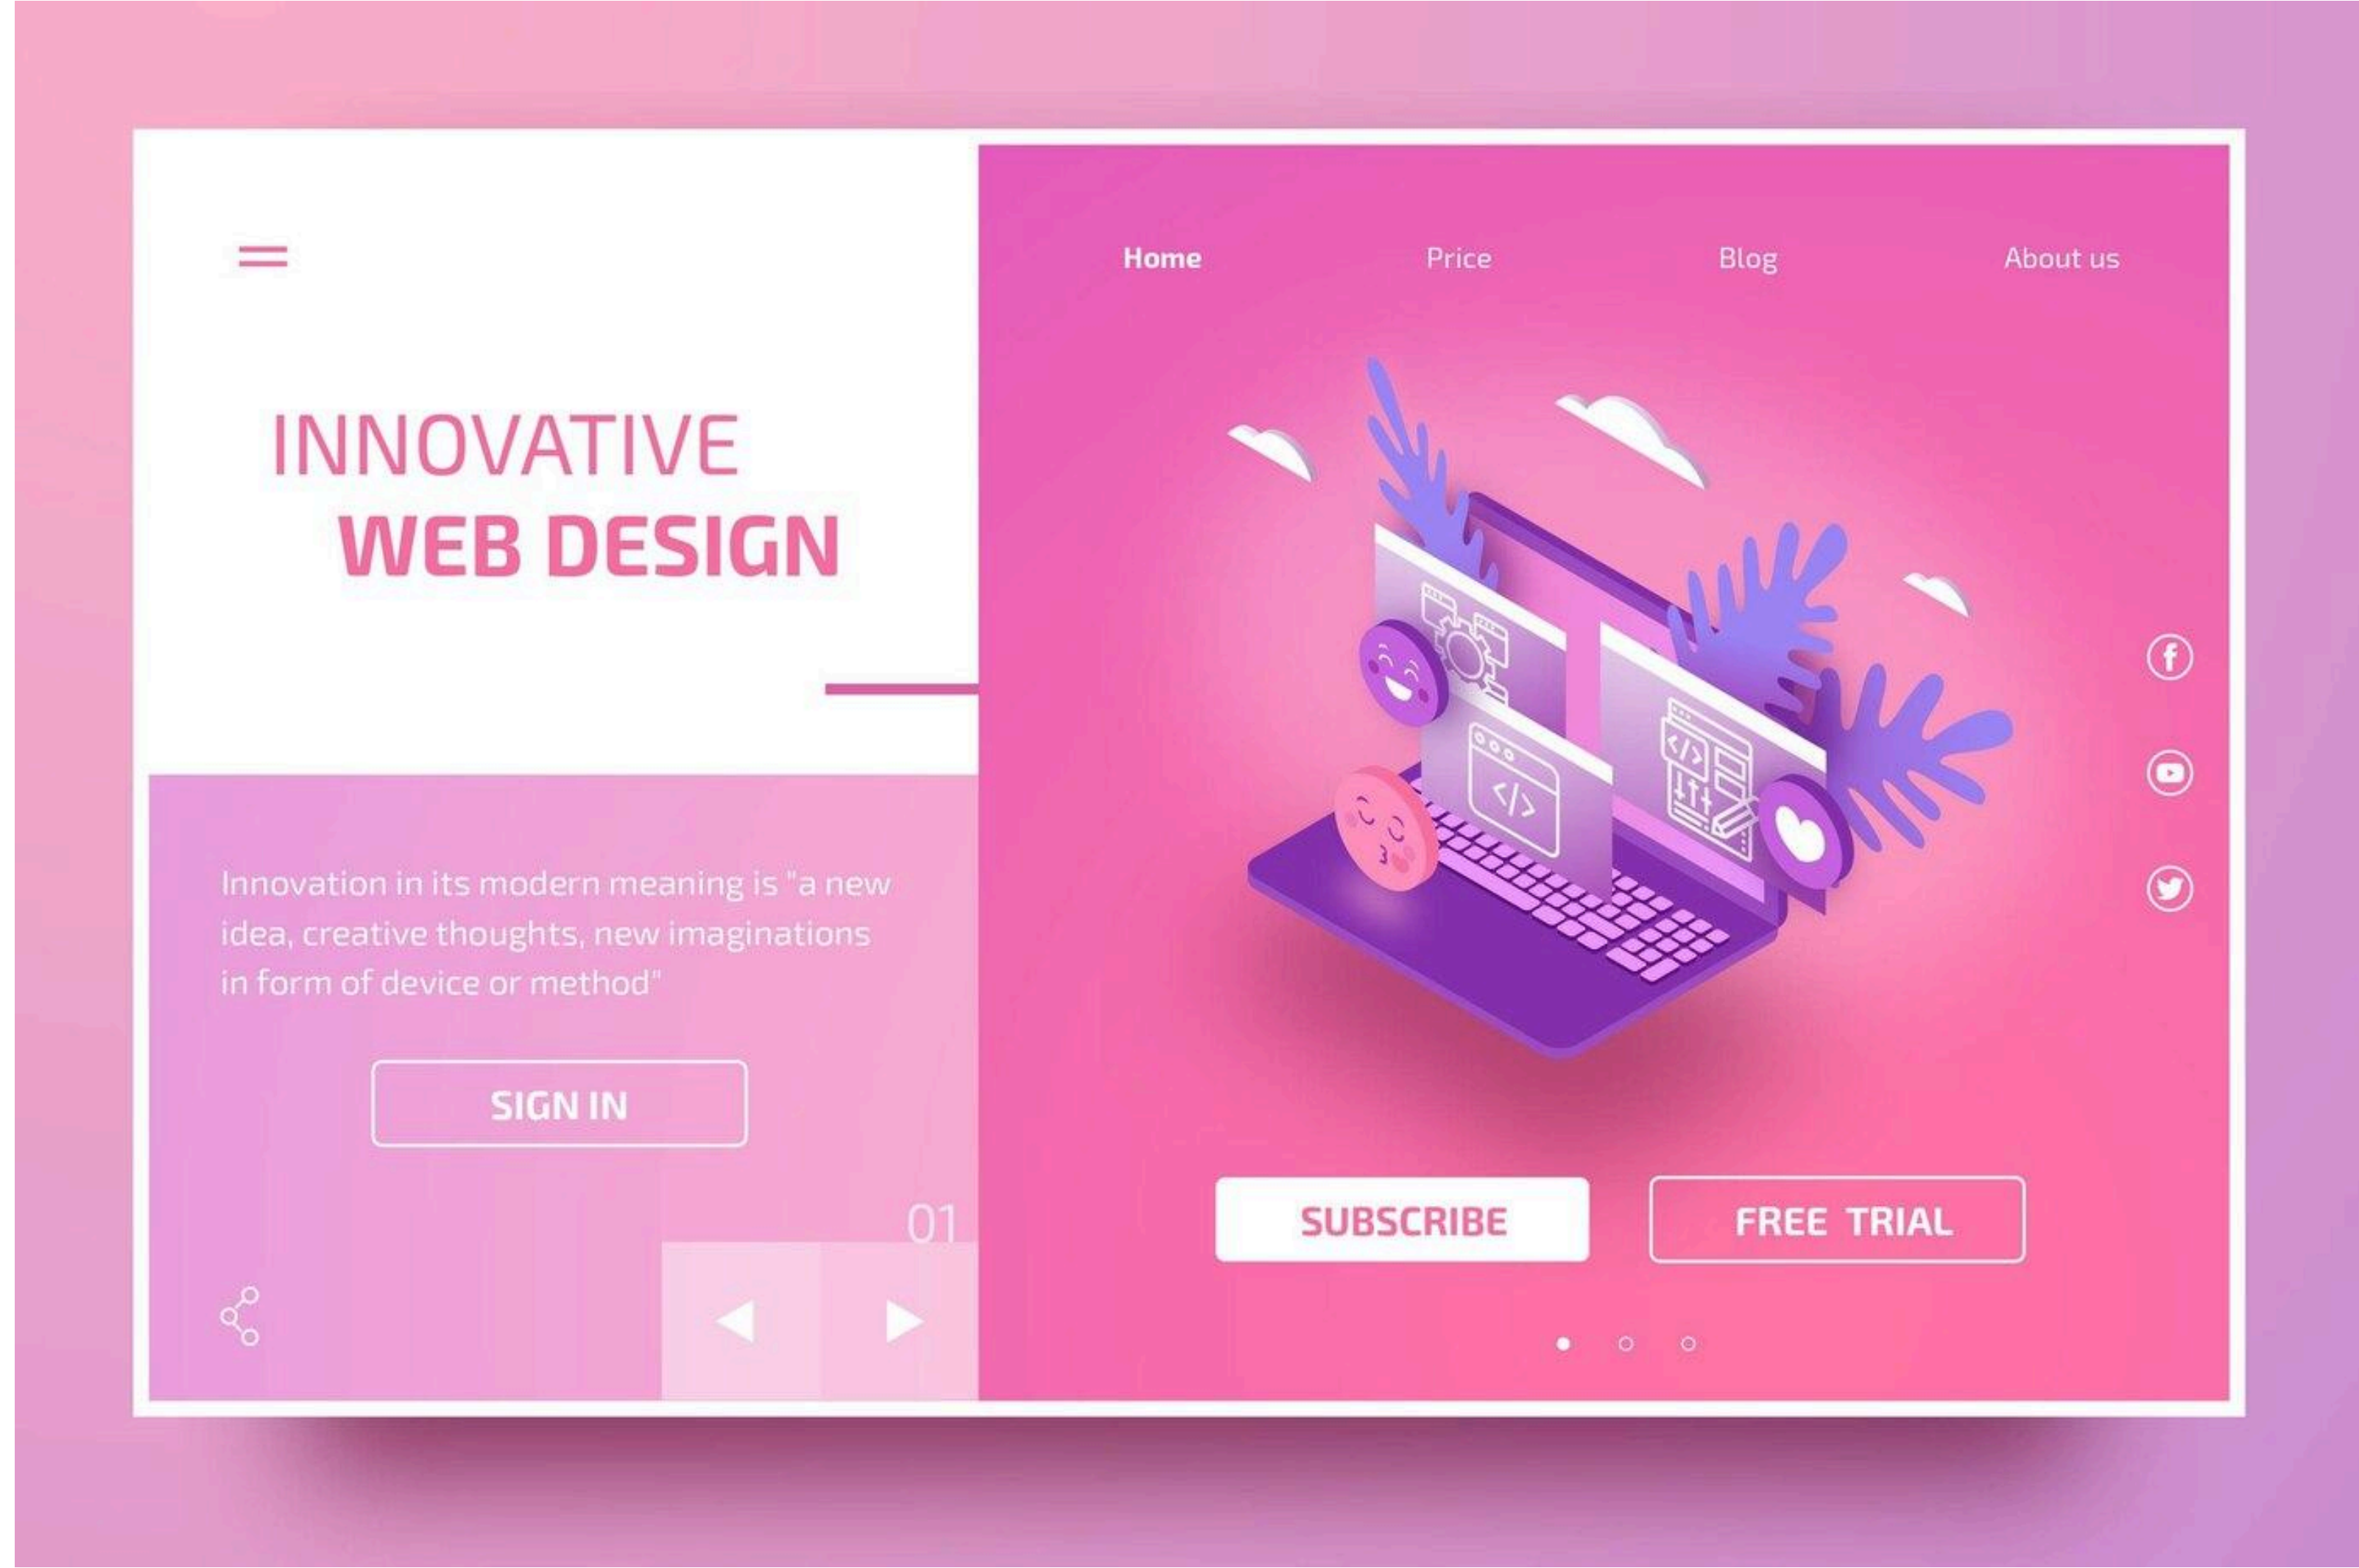 Home
Price
Blog
About us
INNOVATIVE
WEB DESIGN
</>
</>
Innovation in its modern meaning is "a new
idea, creative thoughts, new imaginations
in form of device or method"
SIGN IN
01
SUBSCRIBE
FREE TRIAL